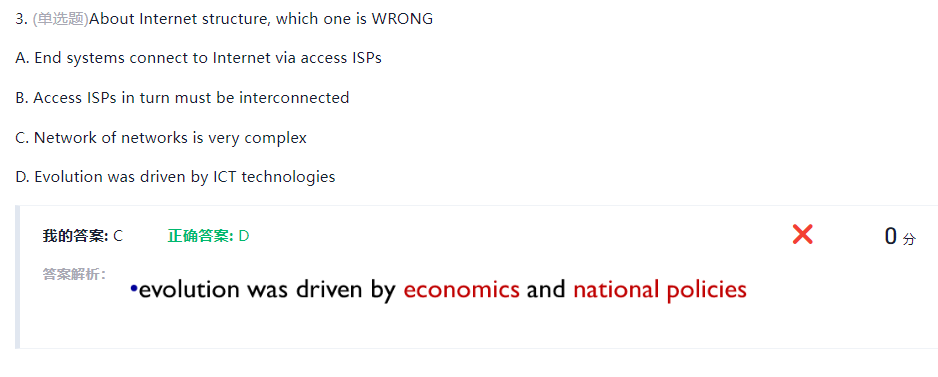 3. (单选题)About Internet structure, which one is WRONG
A. End systems connect to Internet via access ISPs
B. Access ISPs in turn must be interconnected
C. Network of networks is very complex
D. Evolution was driven by ICT technologies
我的答案: C 正确答案: D 0 分
答案解析:
•evolution was driven by economics and national policies